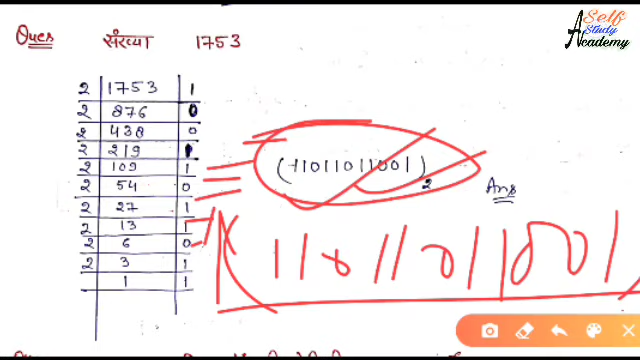 Ques संख्या 1753
Self
Study
Academy
2 1753 1
2 876 0
2 438 0
2 219 1
2 109 1
2 54 0
2 27 1
2 13 1
2 6 0
2 3 1
1 1
(11011011001)2 Ans
(11011011001